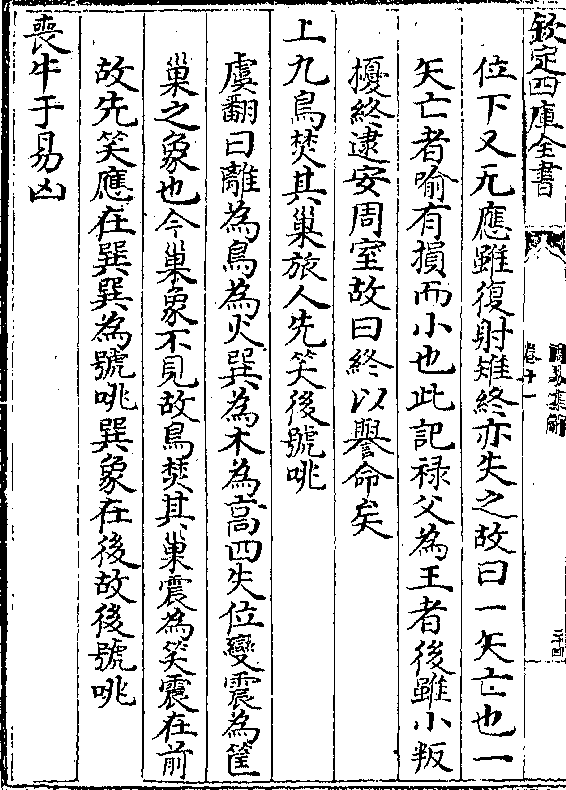 欽定四庫全書
周易集解
卷十一
三十四
位下又无應雖復射雉終亦失之故曰一矢亡也一
矢亡者喻有損而小也此記祿父為王者後雖小叛
擾終逮安周室故曰終以譽命矣
上九鳥焚其巢旅人先笑後號咷
虞翻曰離為鳥為火巽為木為高四失位變震為筐
巢之象也今巢象不見故鳥焚其巢震為笑震在前
故先笑應在巽巽為號咷巽象在後故後號咷
喪牛于易凶